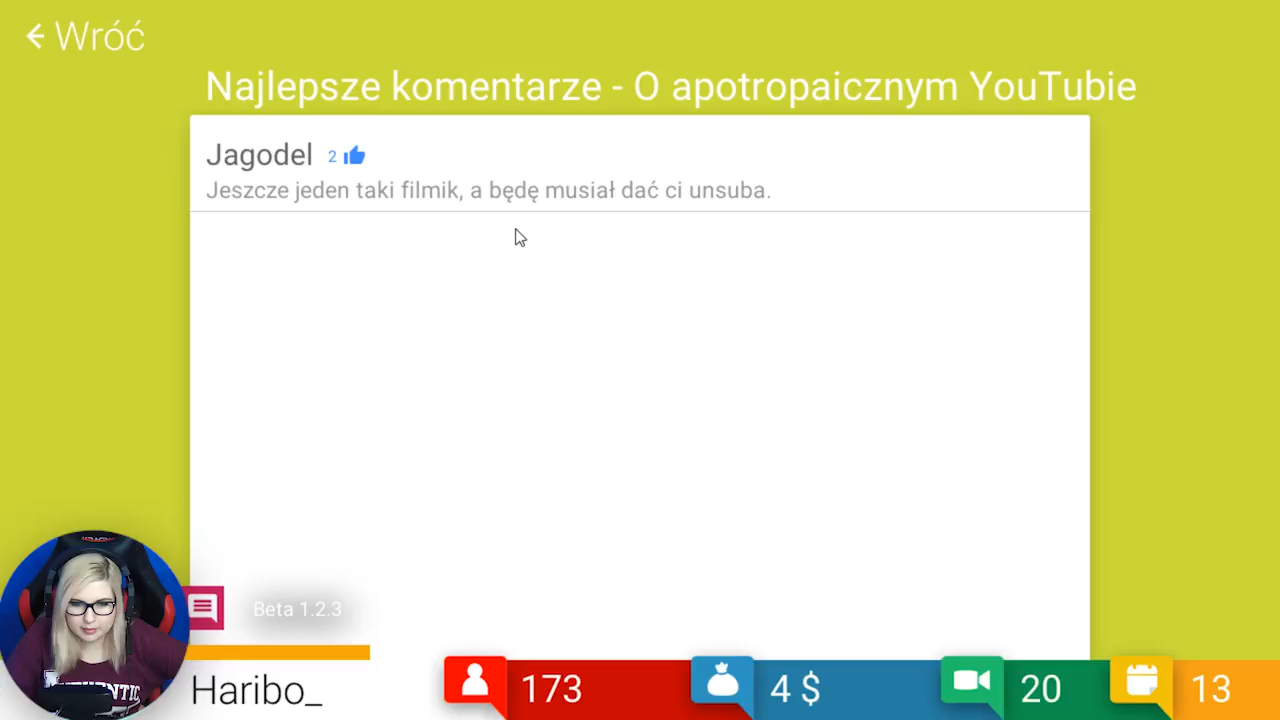 Wróć
Najlepsze komentarze - O apotropaicznym YouTubie
Jagodel 2
Jeszcze jeden taki filmik, a będę musiał dać ci unsuba.
Beta 1.2.3
Haribo_
173
4 $
20
13